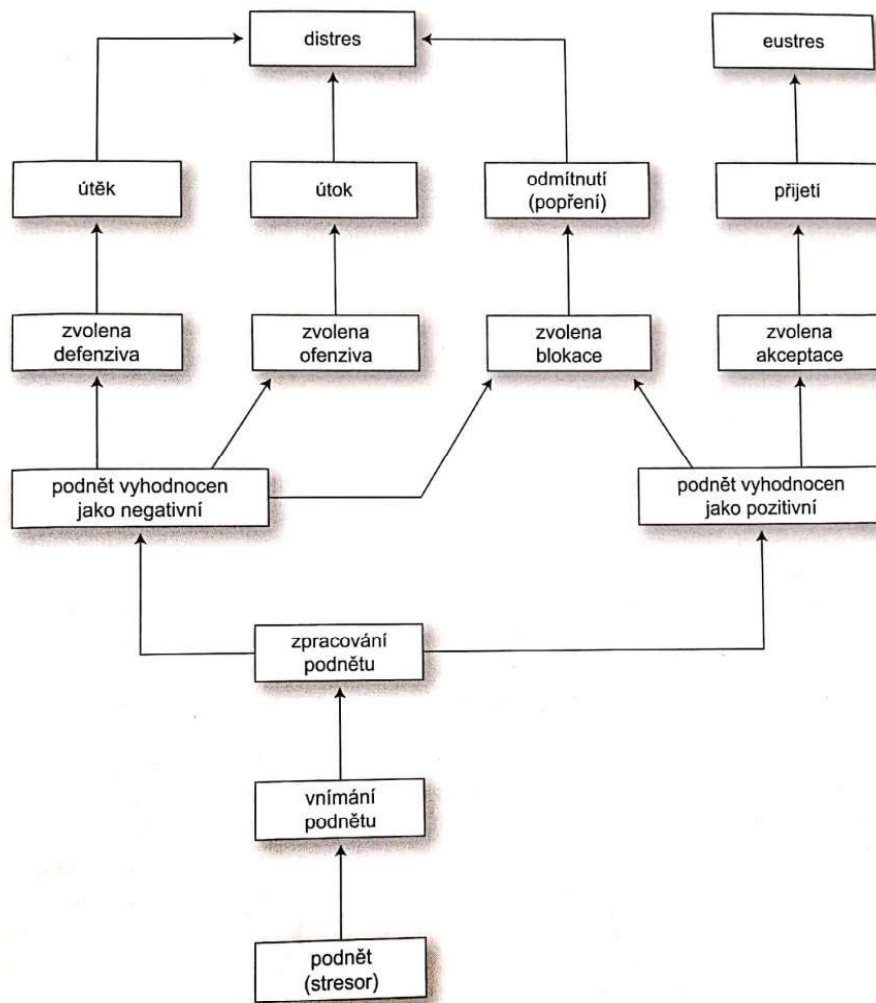 distres
eustres
útěk
útok
odmítnutí
(popření)
přijetí
zvolena
defenziva
zvolena
ofenziva
zvolena
blokace
zvolena
akceptace
podnět vyhodnocen
jako negativní
podnět vyhodnocen
jako pozitivní
zpracování
podnětu
vnímání
podnětu
podnět
(stresor)